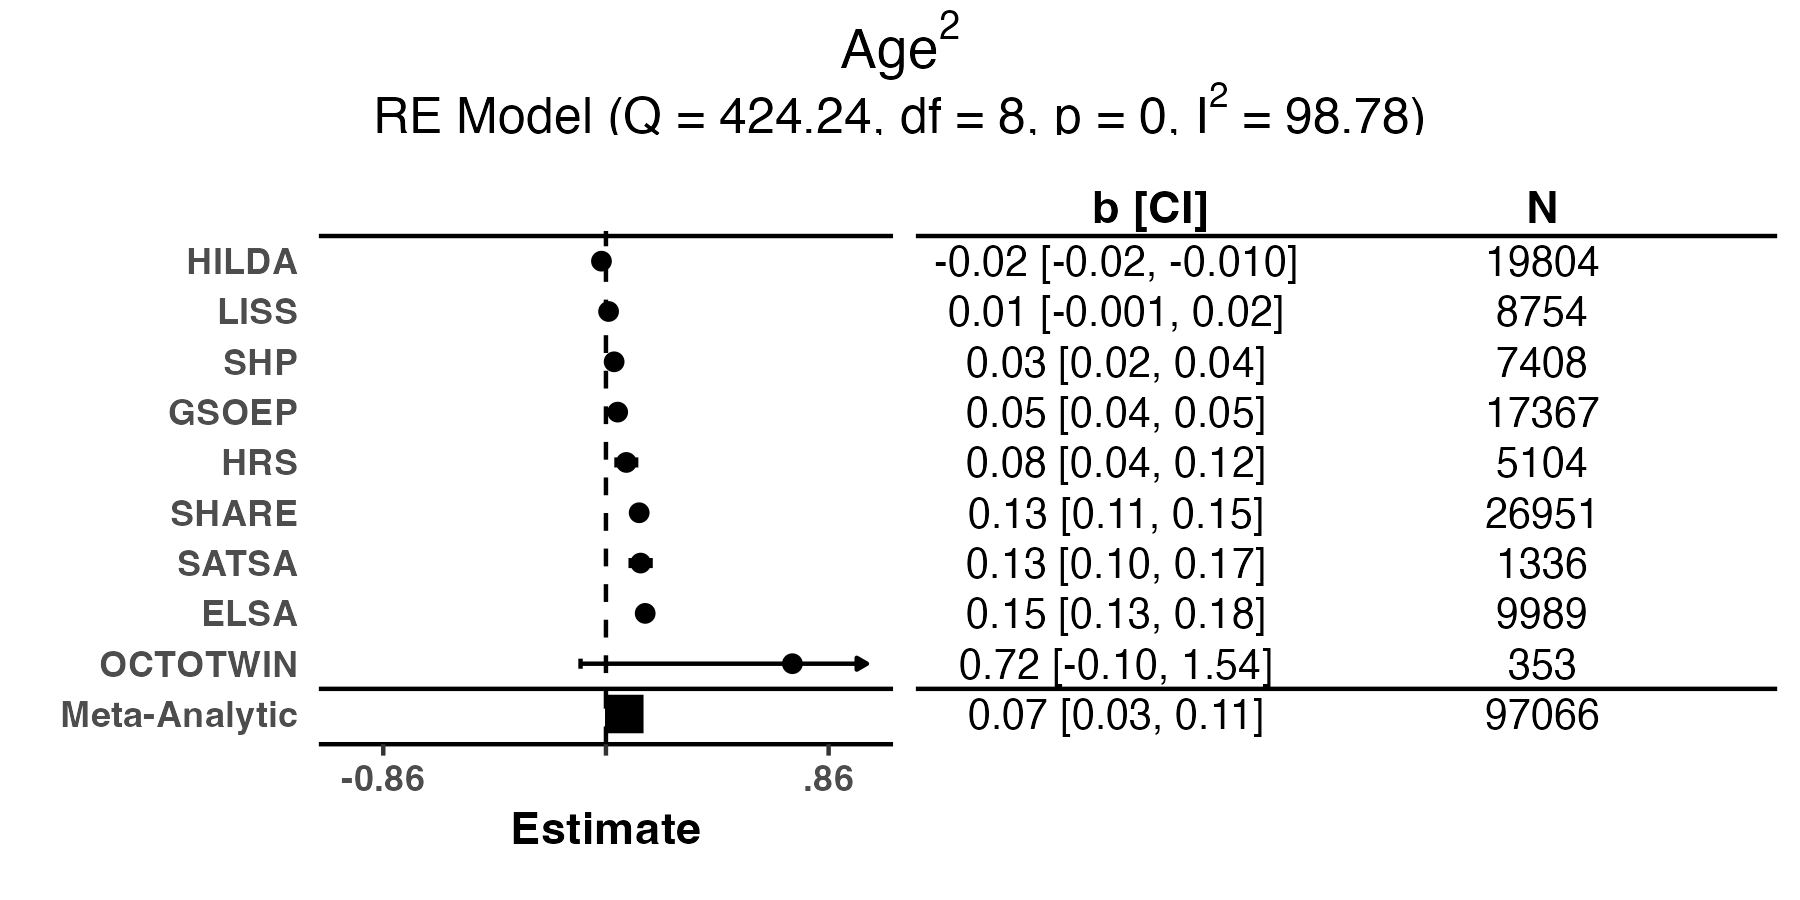 Age²
RE Model (Q = 424.24, df = 8, p = 0, I² = 98.78)
b [CI] N
HILDA -0.02 [-0.02, -0.010] 19804
LISS 0.01 [-0.001, 0.02] 8754
SHP 0.03 [0.02, 0.04] 7408
GSOEP 0.05 [0.04, 0.05] 17367
HRS 0.08 [0.04, 0.12] 5104
SHARE 0.13 [0.11, 0.15] 26951
SATSA 0.13 [0.10, 0.17] 1336
ELSA 0.15 [0.13, 0.18] 9989
OCTOTWIN 0.72 [-0.10, 1.54] 353
Meta-Analytic 0.07 [0.03, 0.11] 97066
-0.86 .86
Estimate